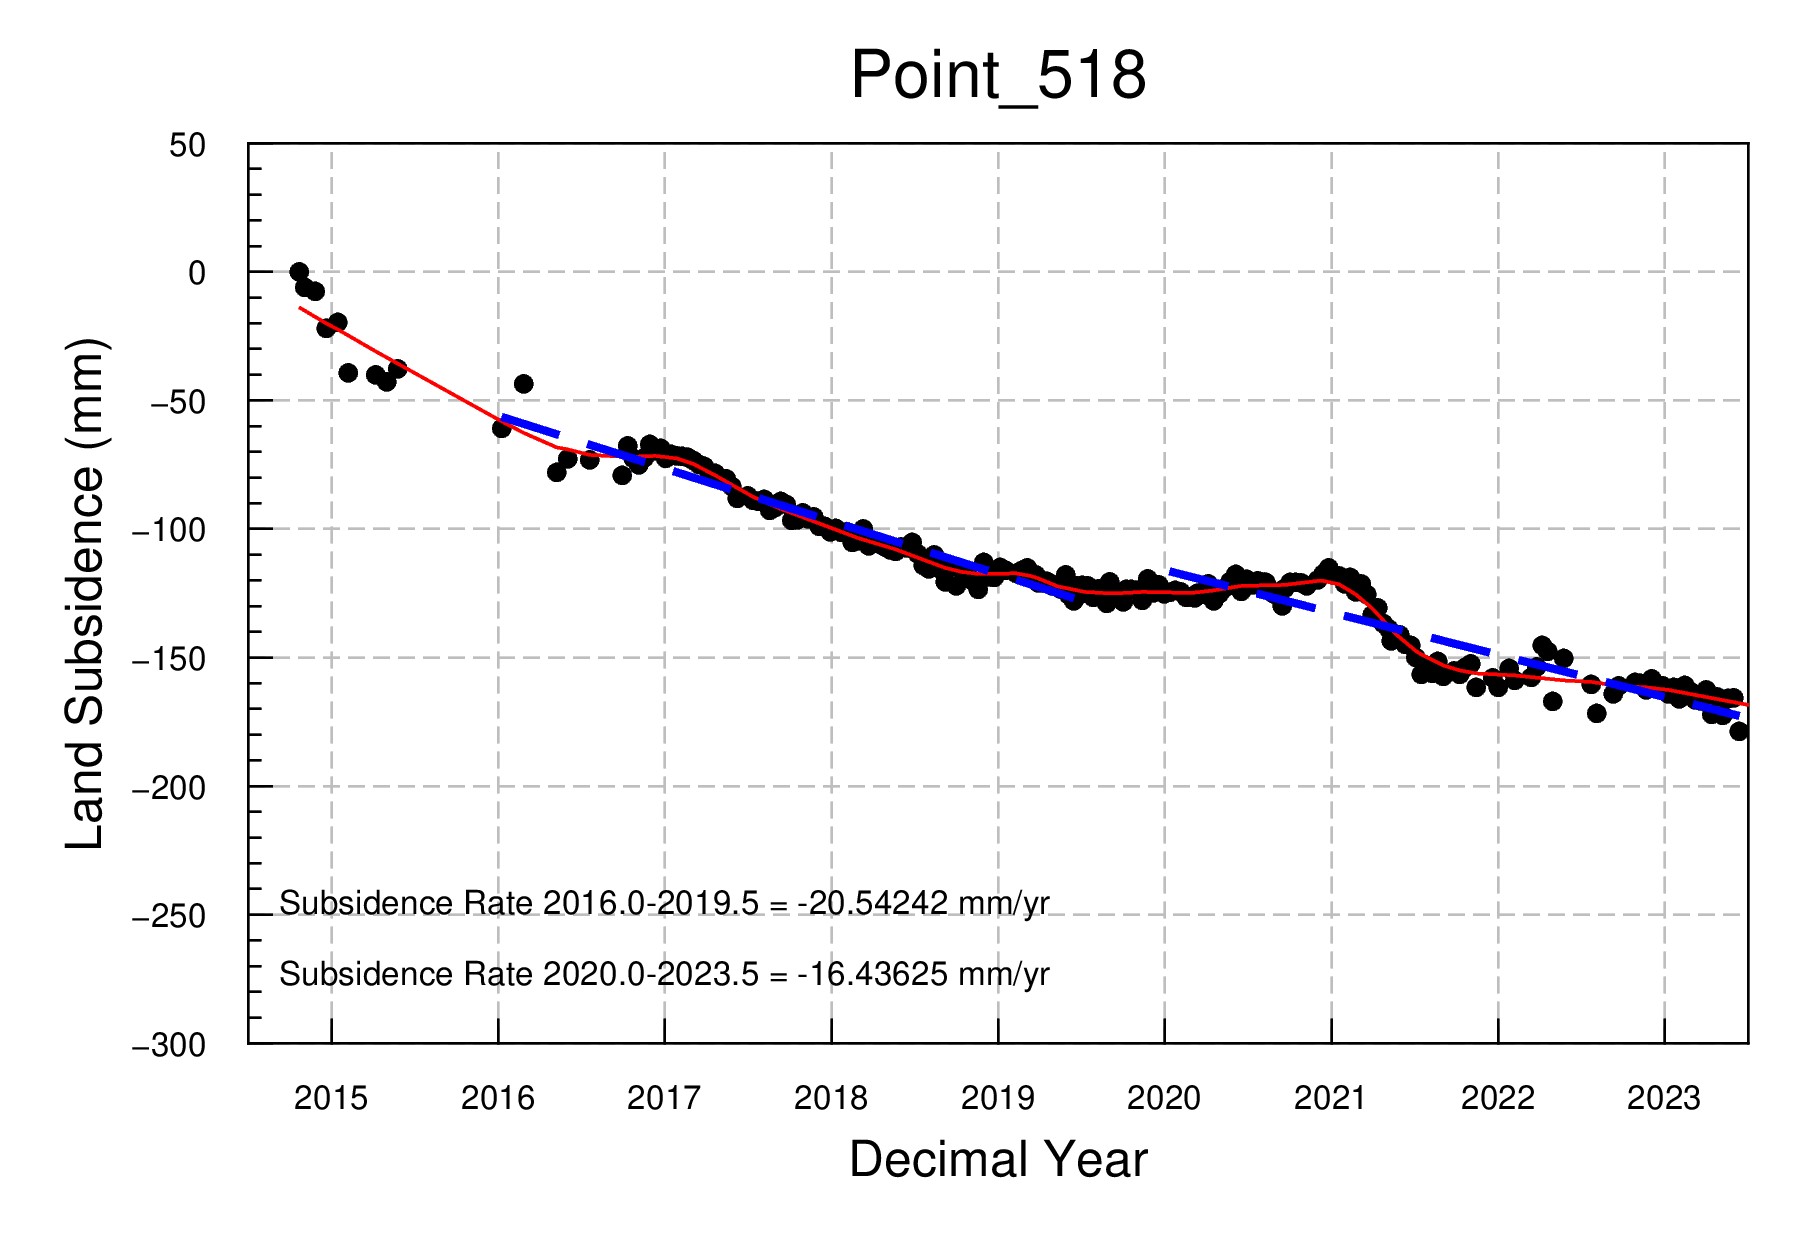 Point_518
50
0
−50
−100
−150
−200
−250
−300
Land Subsidence (mm)
Subsidence Rate 2016.0-2019.5 = -20.54242 mm/yr
Subsidence Rate 2020.0-2023.5 = -16.43625 mm/yr
2015 2016 2017 2018 2019 2020 2021 2022 2023
Decimal Year